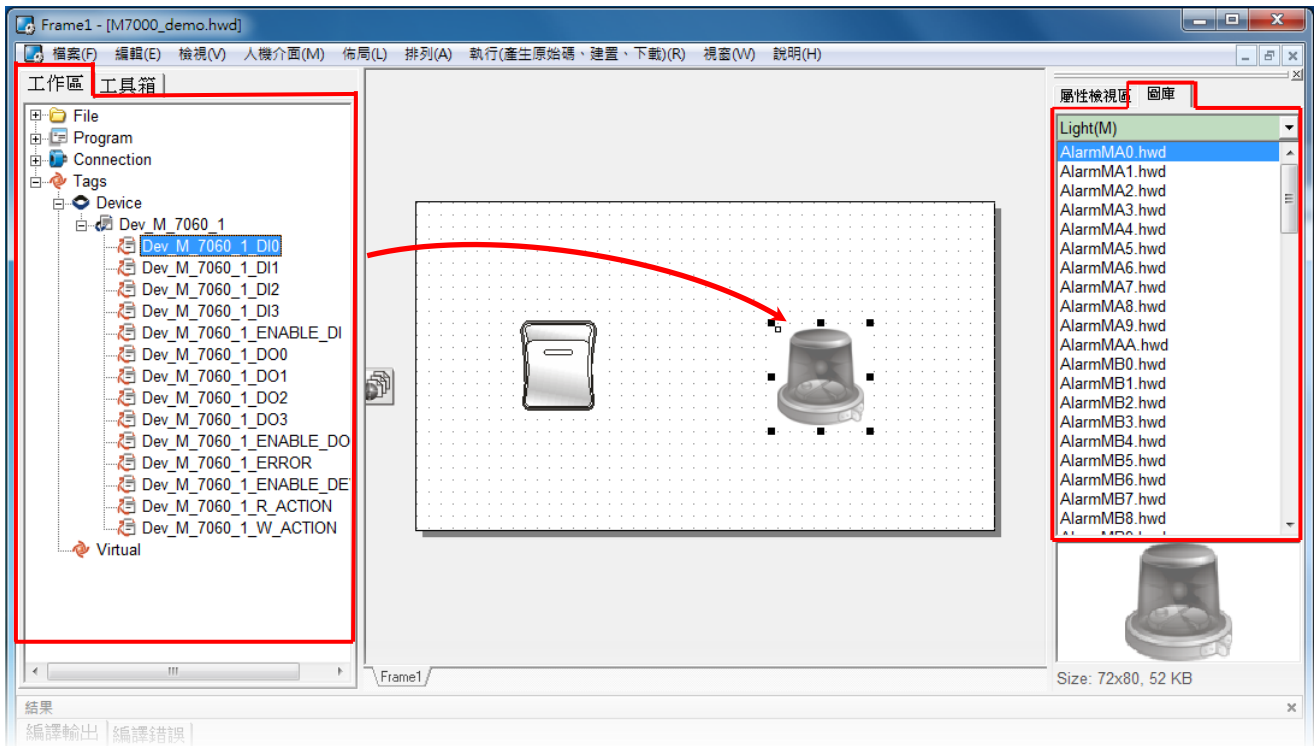 Frame1 - [M7000_demo.hwd]
檔案(F) 編輯(E) 檢視(V) 人機介面(M) 佈局(L) 排列(A) 執行(產生原始碼、建置、下載)(R) 視窗(W) 說明(H)
工作區 工具箱
File
Program
Connection
Tags
Device
Dev_M_7060_1
Dev_M_7060_1_DI0
Dev_M_7060_1_DI1
Dev_M_7060_1_DI2
Dev_M_7060_1_DI3
Dev_M_7060_1_ENABLE_DI
Dev_M_7060_1_DO0
Dev_M_7060_1_DO1
Dev_M_7060_1_DO2
Dev_M_7060_1_DO3
Dev_M_7060_1_ENABLE_DO
Dev_M_7060_1_ERROR
Dev_M_7060_1_ENABLE_DE
Dev_M_7060_1_R_ACTION
Dev_M_7060_1_W_ACTION
Virtual
Frame1
屬性檢視區 圖庫
Light(M)
AlarmMA0.hwd
AlarmMA1.hwd
AlarmMA2.hwd
AlarmMA3.hwd
AlarmMA4.hwd
AlarmMA5.hwd
AlarmMA6.hwd
AlarmMA7.hwd
AlarmMA8.hwd
AlarmMA9.hwd
AlarmMAA.hwd
AlarmMB0.hwd
AlarmMB1.hwd
AlarmMB2.hwd
AlarmMB3.hwd
AlarmMB4.hwd
AlarmMB5.hwd
AlarmMB6.hwd
AlarmMB7.hwd
AlarmMB8.hwd
Size: 72x80, 52 KB
結果
編譯輸出 編譯錯誤